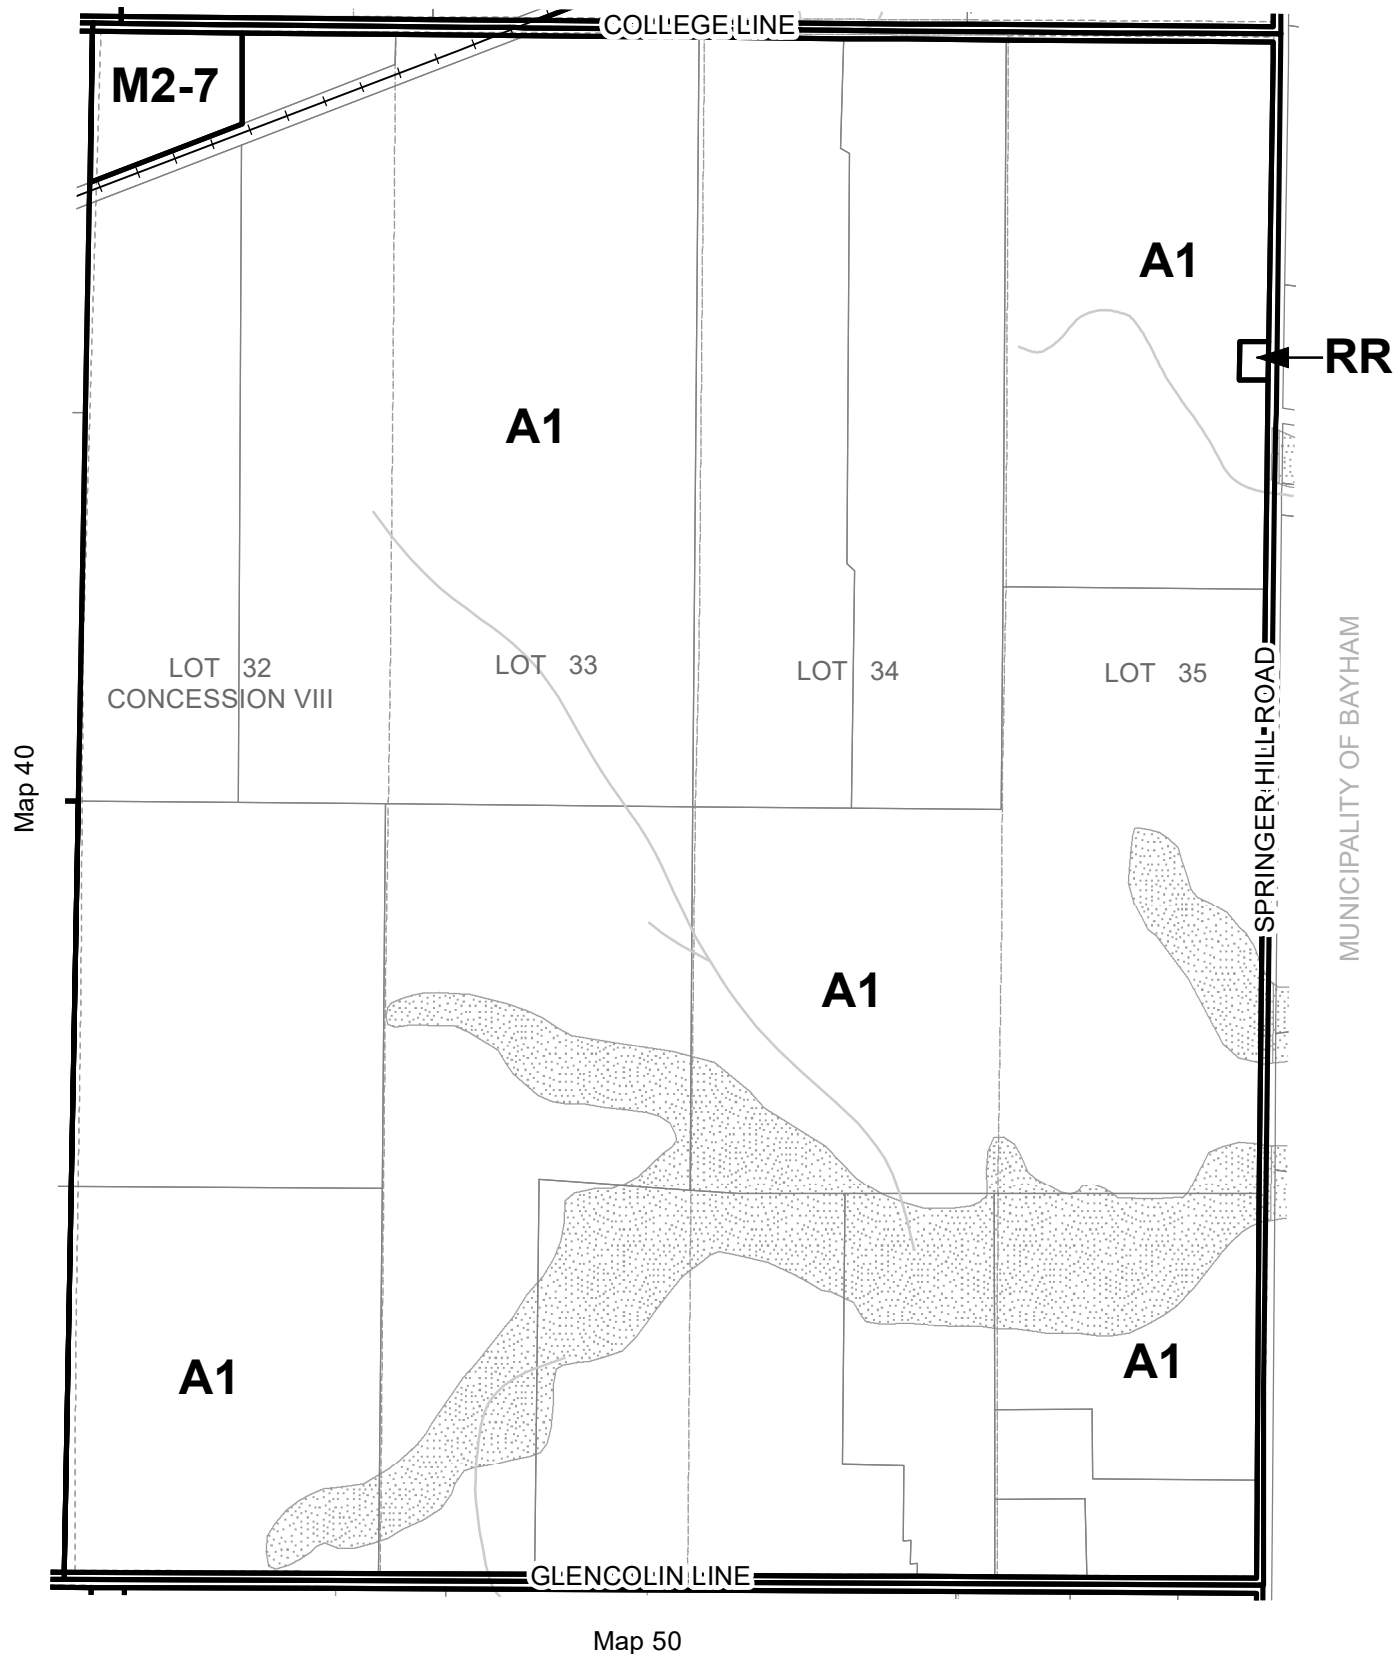 COLLEGE LINE
M2-7
A1
RR
A1
LOT 32
CONCESSION VIII
LOT 33
LOT 34
LOT 35
SPRINGER HILL ROAD
MUNICIPALITY OF BAYHAM
Map 40
A1
A1
A1
GLENCOLIN LINE
Map 50